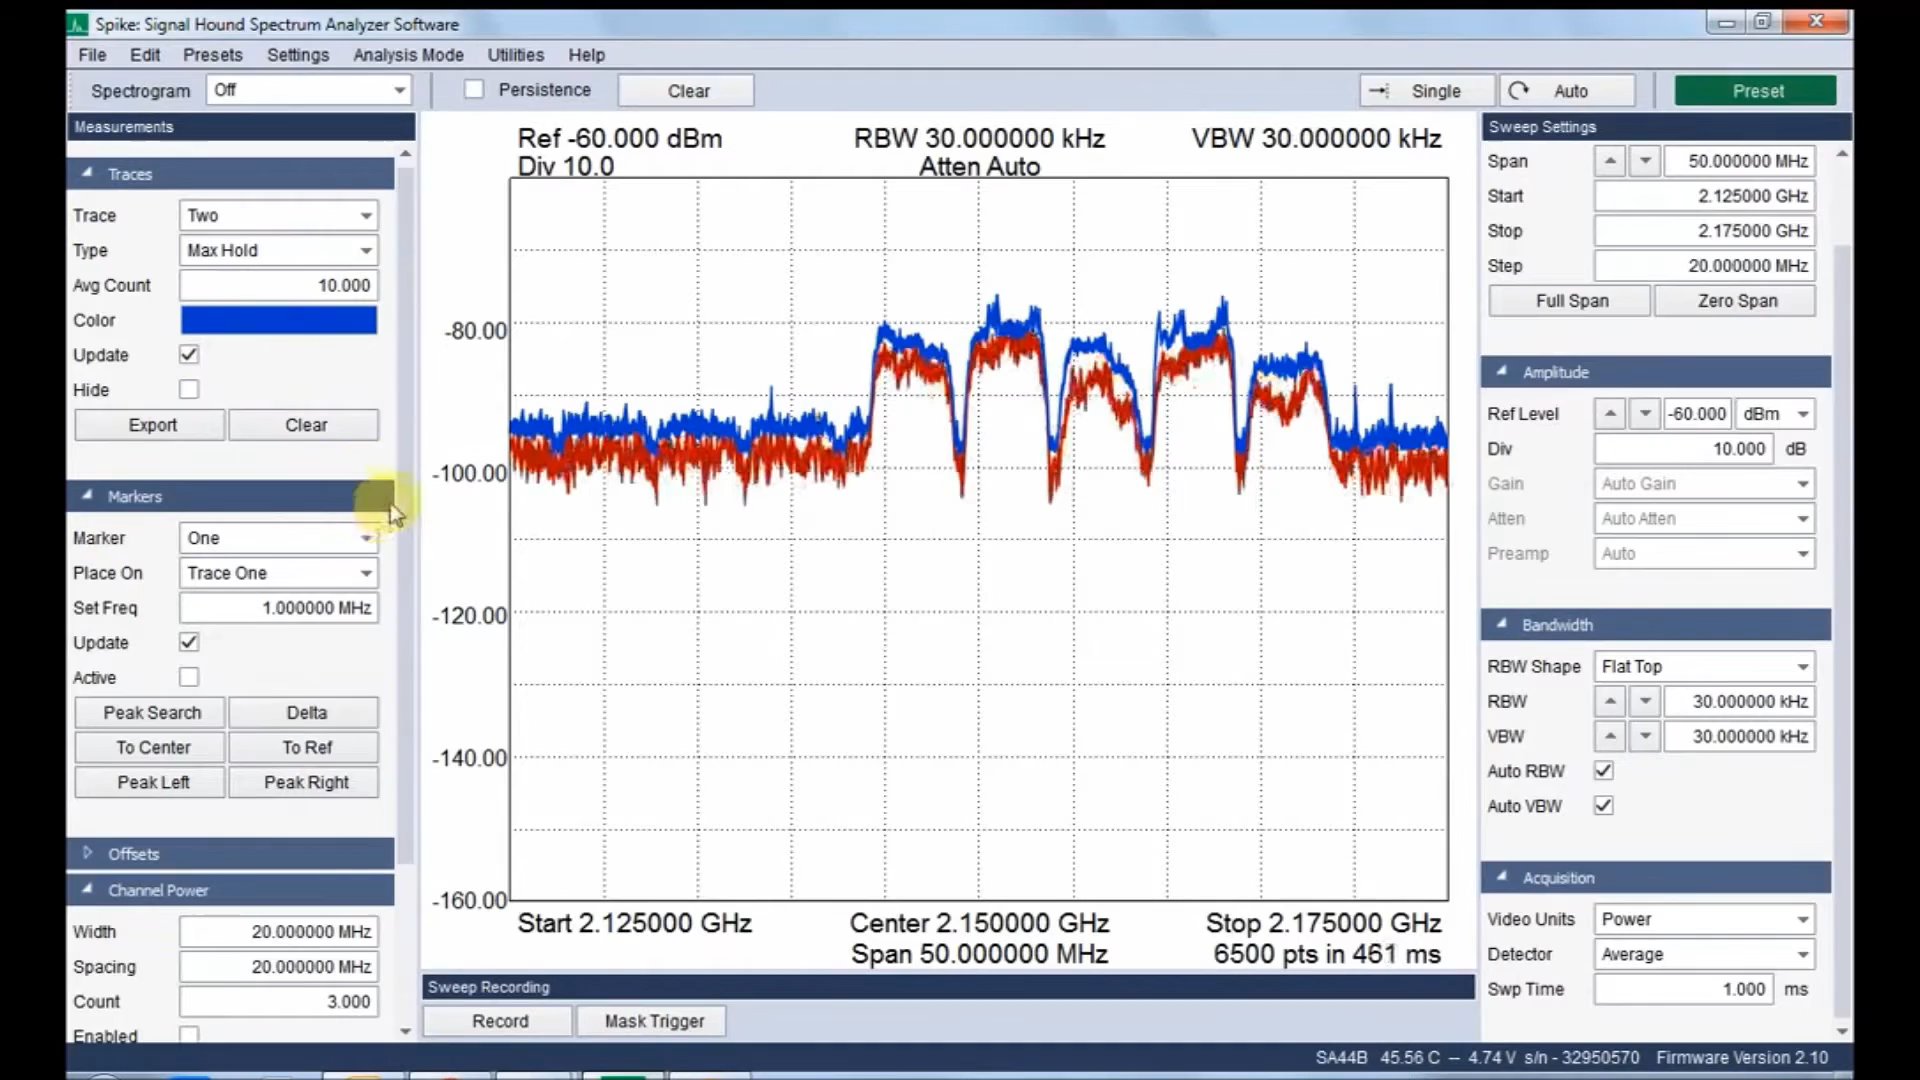 Spike: Signal Hound Spectrum Analyzer Software
File Edit Presets Settings Analysis Mode Utilities Help
Spectrogram Off Persistence Clear Single Auto Preset
Measurements
Traces
Trace Two
Type Max Hold
Avg Count 10.000
Color
Update
Hide
Export Clear
Markers
Marker One
Place On Trace One
Set Freq 1.000000 MHz
Update
Active
Peak Search Delta
To Center To Ref
Peak Left Peak Right
Offsets
Channel Power
Width 20.000000 MHz
Spacing 20.000000 MHz
Count 3.000
Enabled
Ref -60.000 dBm RBW 30.000000 kHz VBW 30.000000 kHz
Div 10.0 Atten Auto
-80.00
-100.00
-120.00
-140.00
-160.00
Start 2.125000 GHz Center 2.150000 GHz Stop 2.175000 GHz
Span 50.000000 MHz 6500 pts in 461 ms
Sweep Recording
Record Mask Trigger
Sweep Settings
Span 50.000000 MHz
Start 2.125000 GHz
Stop 2.175000 GHz
Step 20.000000 MHz
Full Span Zero Span
Amplitude
Ref Level -60.000 dBm
Div 10.000 dB
Gain Auto Gain
Atten Auto Atten
Preamp Auto
Bandwidth
RBW Shape Flat Top
RBW 30.000000 kHz
VBW 30.000000 kHz
Auto RBW
Auto VBW
Acquisition
Video Units Power
Detector Average
Swp Time 1.000 ms
SA44B 45.56 C -- 4.74 V s/n - 32950570 Firmware Version 2.10